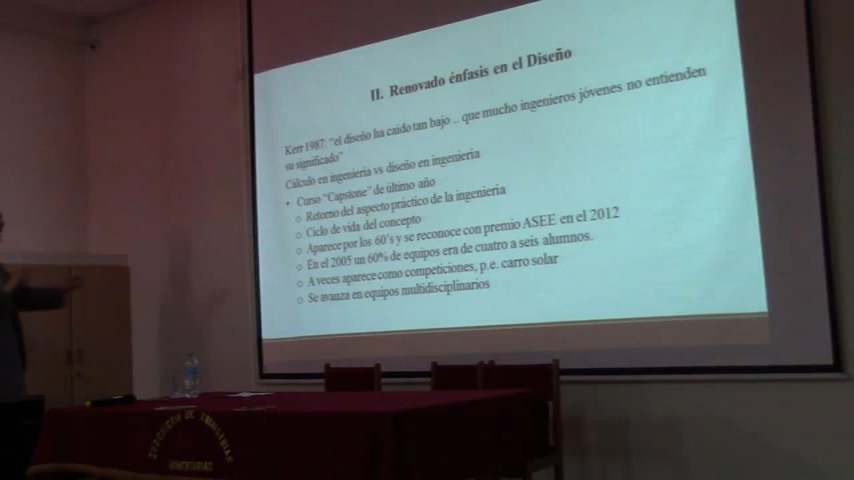 II. Renovado énfasis en el Diseño
Kerr 1987: "el diseño ha caido tan bajo .. que mucho ingenieros jóvenes no entienden
su significado"
Cálculo en ingeniería vs diseño en ingeniería
• Curso "Capstone" de último año
o Retorno del aspecto práctico de la ingeniería
o Ciclo de vida del concepto
o Aparece por los 60's y se reconoce con premio ASEE en el 2012
o En el 2005 un 60% de equipos era de cuatro a seis alumnos.
o A veces aparece como competiciones, p.e. carro solar
o Se avanza en equipos multidisciplinarios
DE INDUSTRIAS